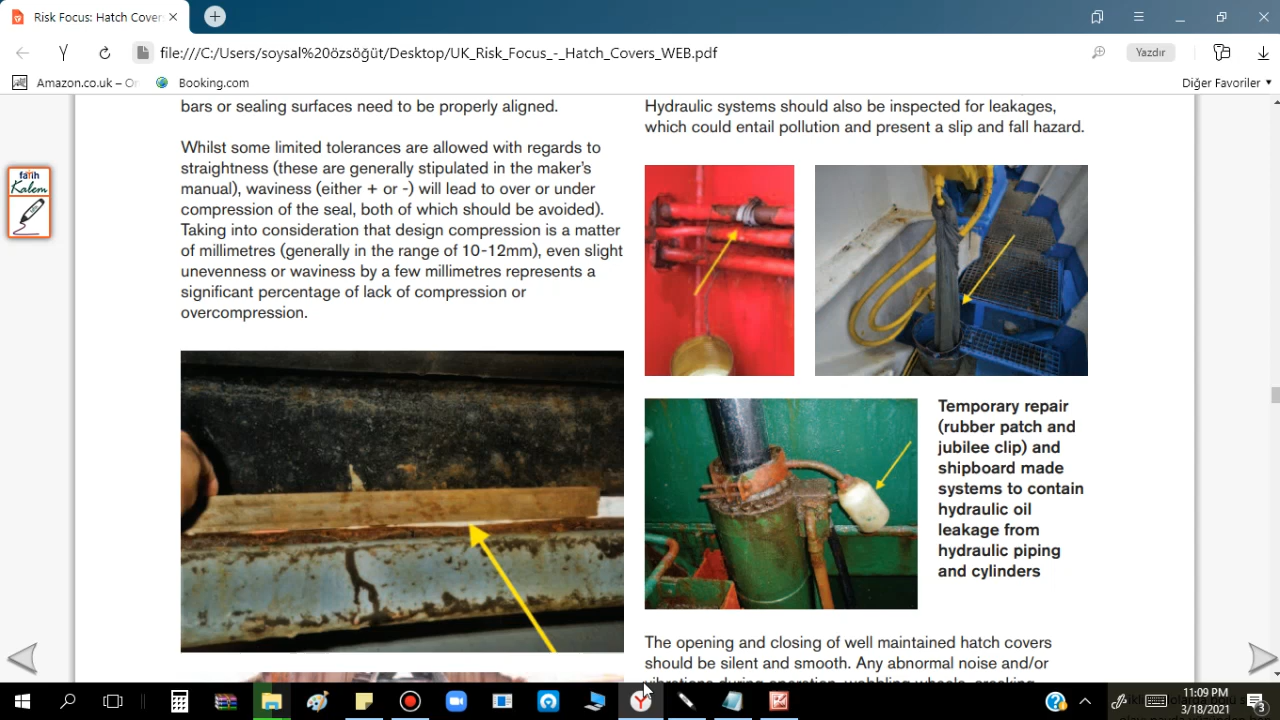 Risk Focus: Hatch Cover
file:///C:/Users/soysal%20özsöğüt/Desktop/UK_Risk_Focus_-_Hatch_Covers_WEB.pdf
Yazdır
Amazon.co.uk – O
Booking.com
Diğer Favoriler
fatih
Kalem
bars or sealing surfaces need to be properly aligned.
Whilst some limited tolerances are allowed with regards to
straightness (these are generally stipulated in the maker's
manual), waviness (either + or -) will lead to over or under
compression of the seal, both of which should be avoided).
Taking into consideration that design compression is a matter
of millimetres (generally in the range of 10-12mm), even slight
unevenness or waviness by a few millimetres represents a
significant percentage of lack of compression or
overcompression.
Hydraulic systems should also be inspected for leakages,
which could entail pollution and present a slip and fall hazard.
Temporary repair
(rubber patch and
jubilee clip) and
shipboard made
systems to contain
hydraulic oil
leakage from
hydraulic piping
and cylinders
The opening and closing of well maintained hatch covers
should be silent and smooth. Any abnormal noise and/or
11:09 PM
3/18/2021
3